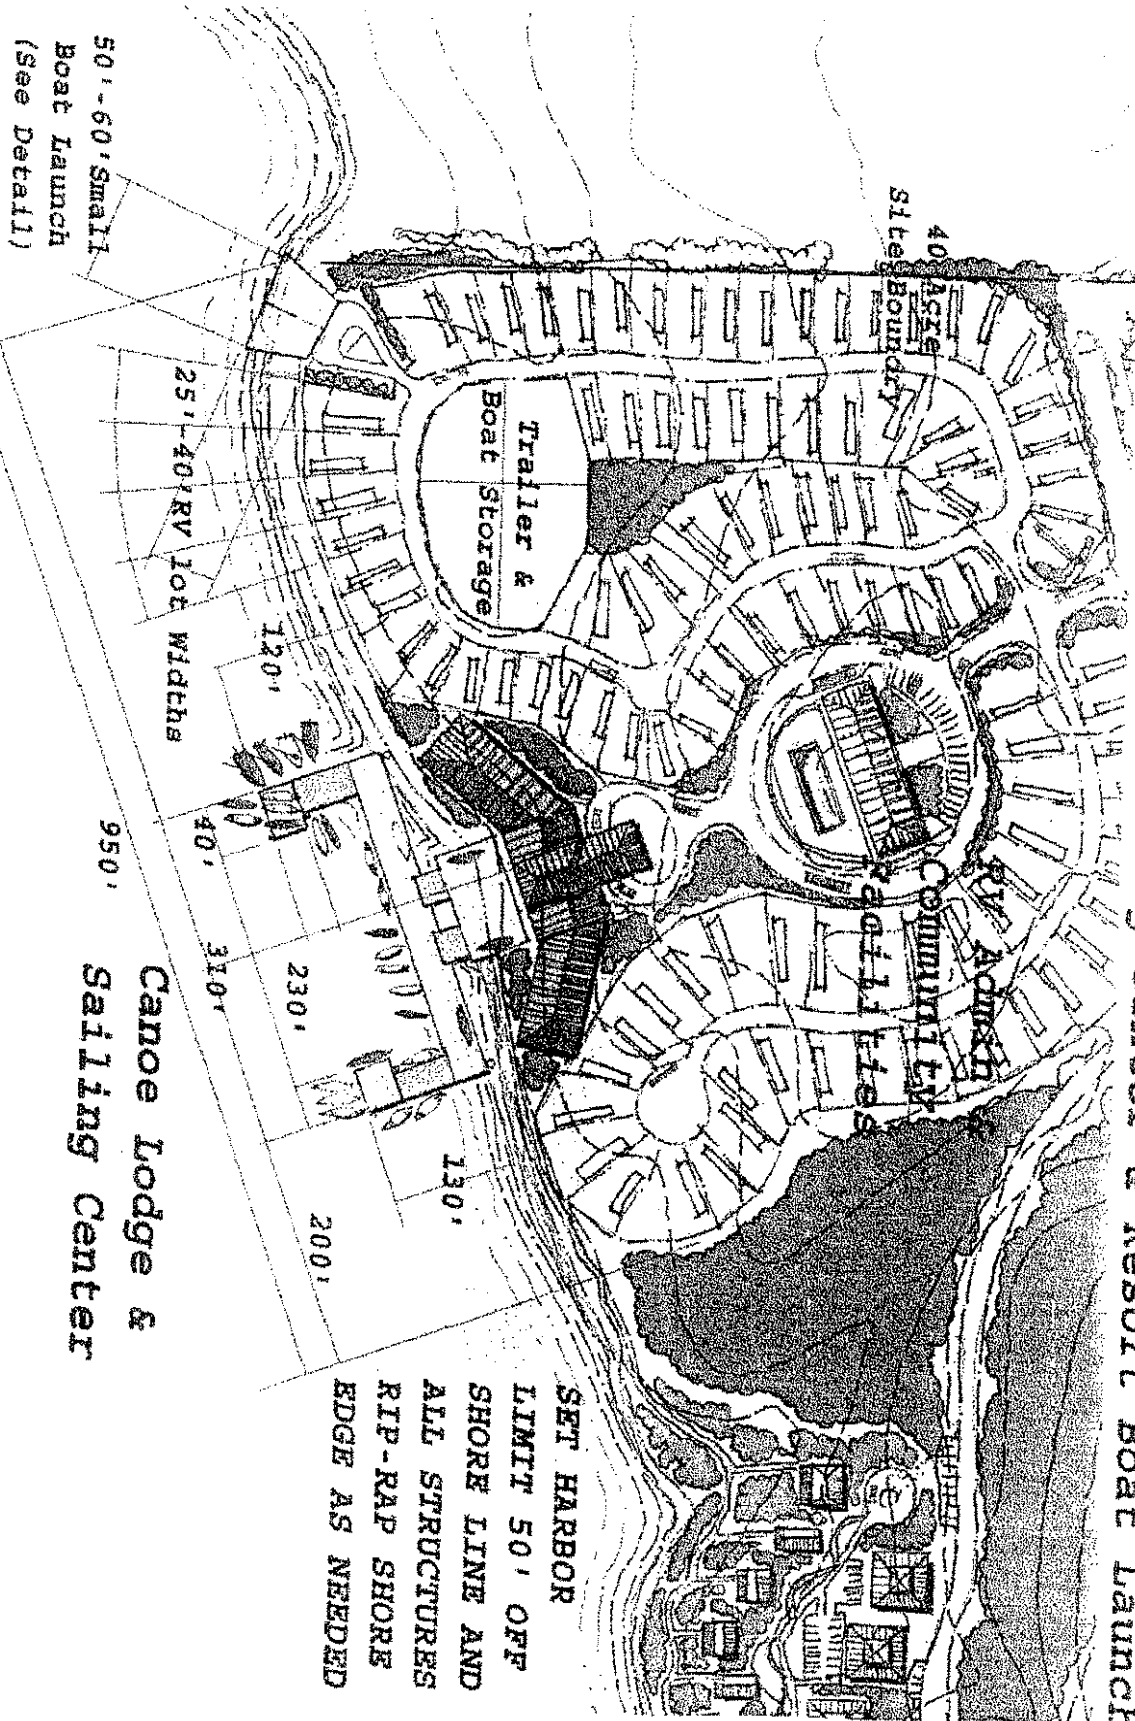 Resort Boat Launch
40 Acre
Site Boundry
RV Admin &
Community
Facilities
Trailer &
Boat Storage
50'-60' Small
Boat Launch
(See Detail)
25'-40' RV lot Widths
120'
40'
310'
230'
130'
200'
950'
Canoe Lodge &
Sailing Center
SET HARBOR
LIMIT 50' OFF
SHORE LINE AND
ALL STRUCTURES
RIP-RAP SHORE
EDGE AS NEEDED